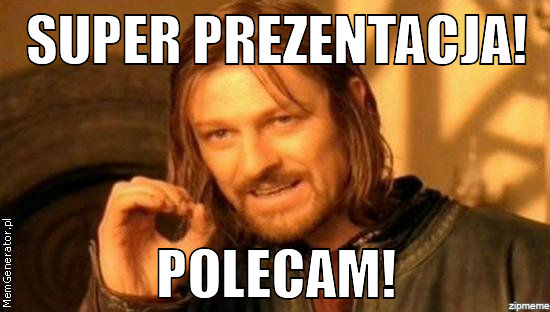 SUPER PREZENTACJA!
POLECAM!
MemGenerator.pl
zipmeme